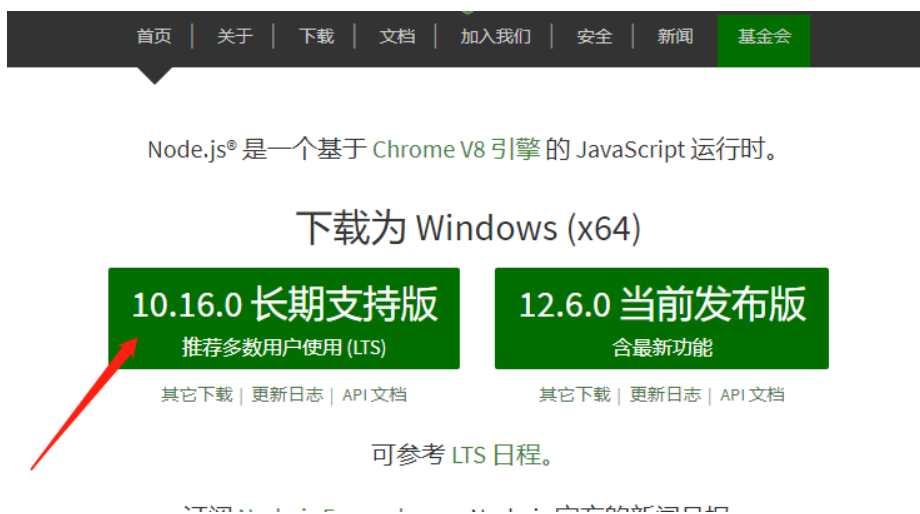 首页 | 关于 | 下载 | 文档 | 加入我们 | 安全 | 新闻 基金会
Node.js® 是一个基于 Chrome V8 引擎 的 JavaScript 运行时。
下载为 Windows (x64)
10.16.0 长期支持版
推荐多数用户使用 (LTS)
12.6.0 当前发布版
含最新功能
其它下载 | 更新日志 | API 文档
其它下载 | 更新日志 | API 文档
可参考 LTS 日程。